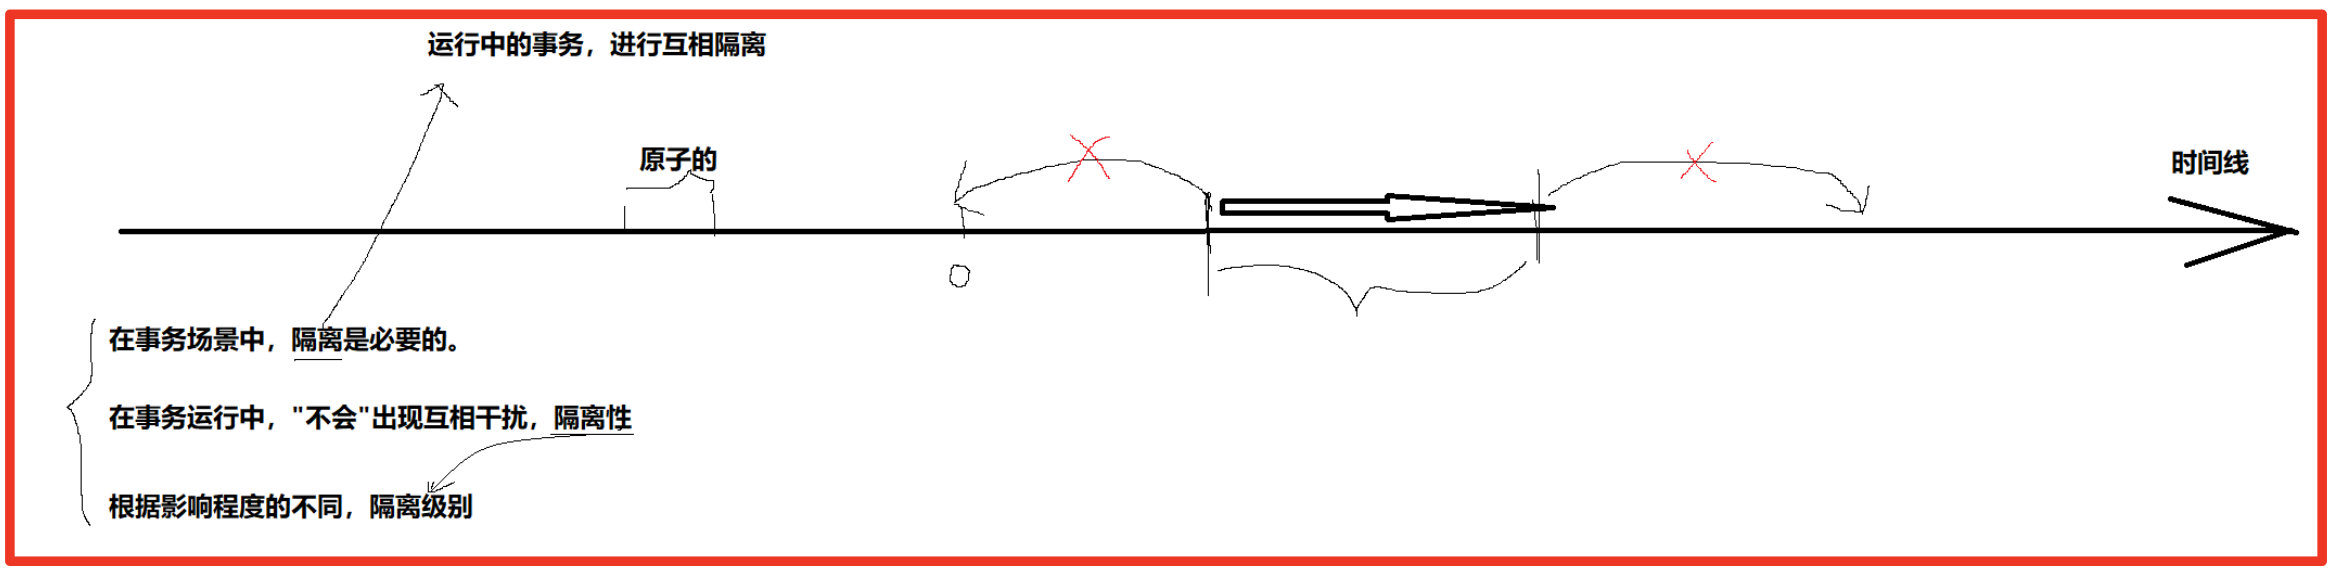 运行中的事务，进行互相隔离
原子的
时间线
0
在事务场景中，隔离是必要的。
在事务运行中，"不会"出现互相干扰，隔离性
根据影响程度的不同，隔离级别